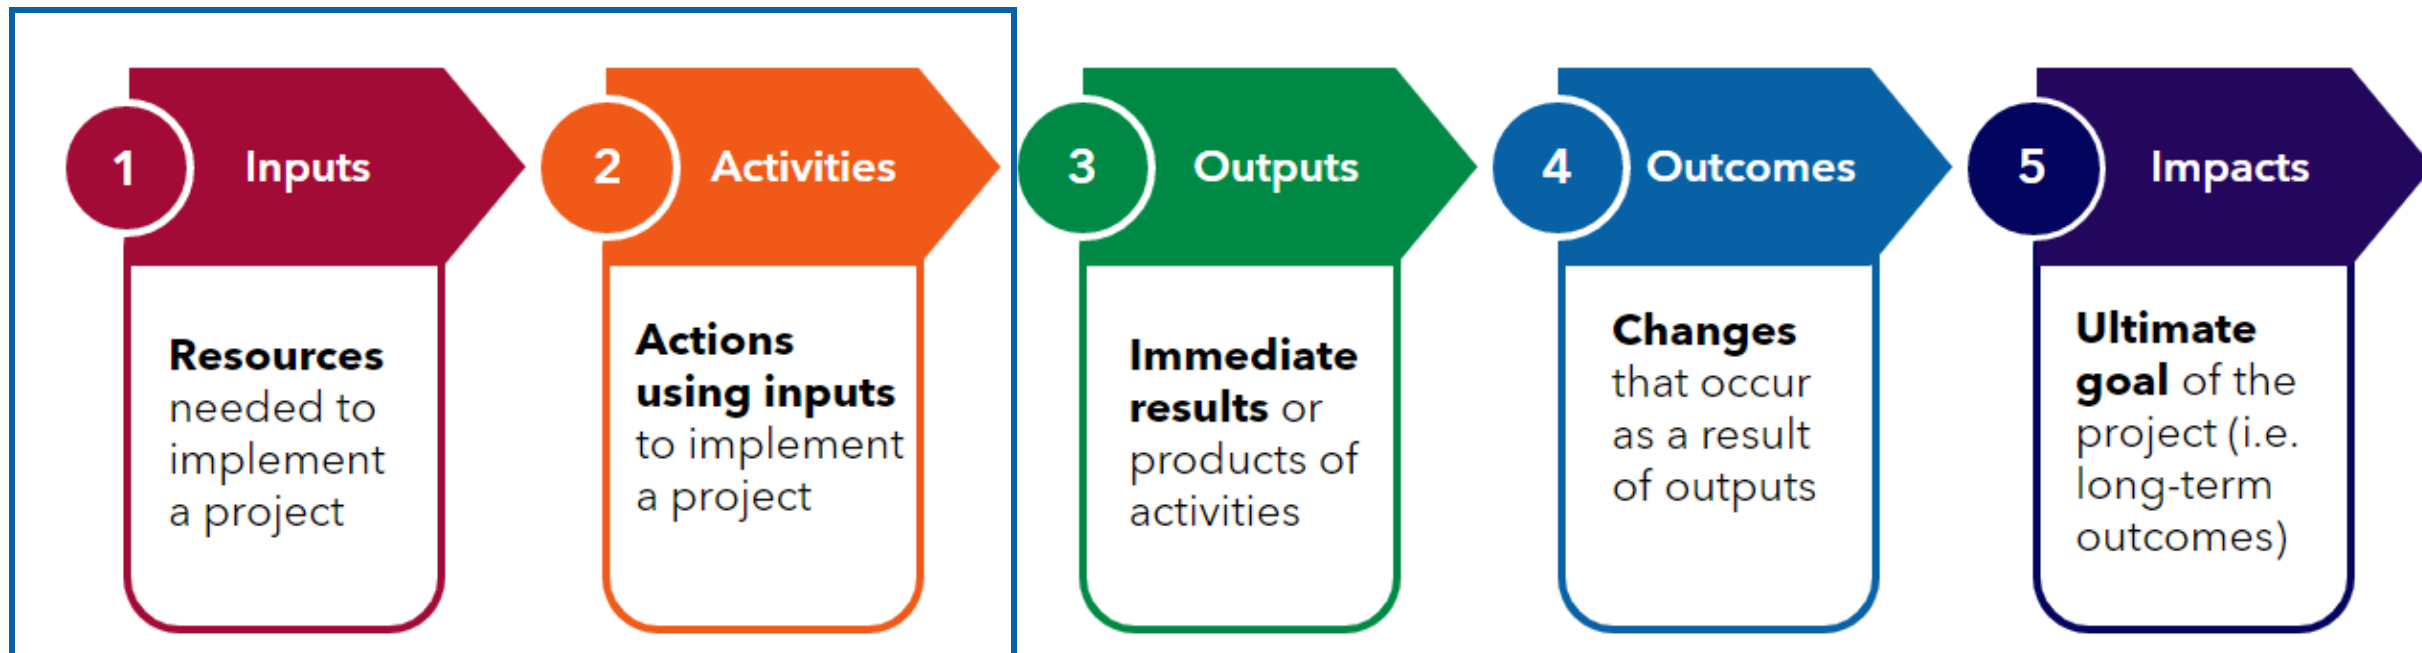 1 Inputs
Resources
needed to
implement
a project
2 Activities
Actions
using inputs
to implement
a project
3 Outputs
Immediate
results or
products of
activities
4 Outcomes
Changes
that occur
as a result
of outputs
5 Impacts
Ultimate
goal of the
project (i.e.
long-term
outcomes)